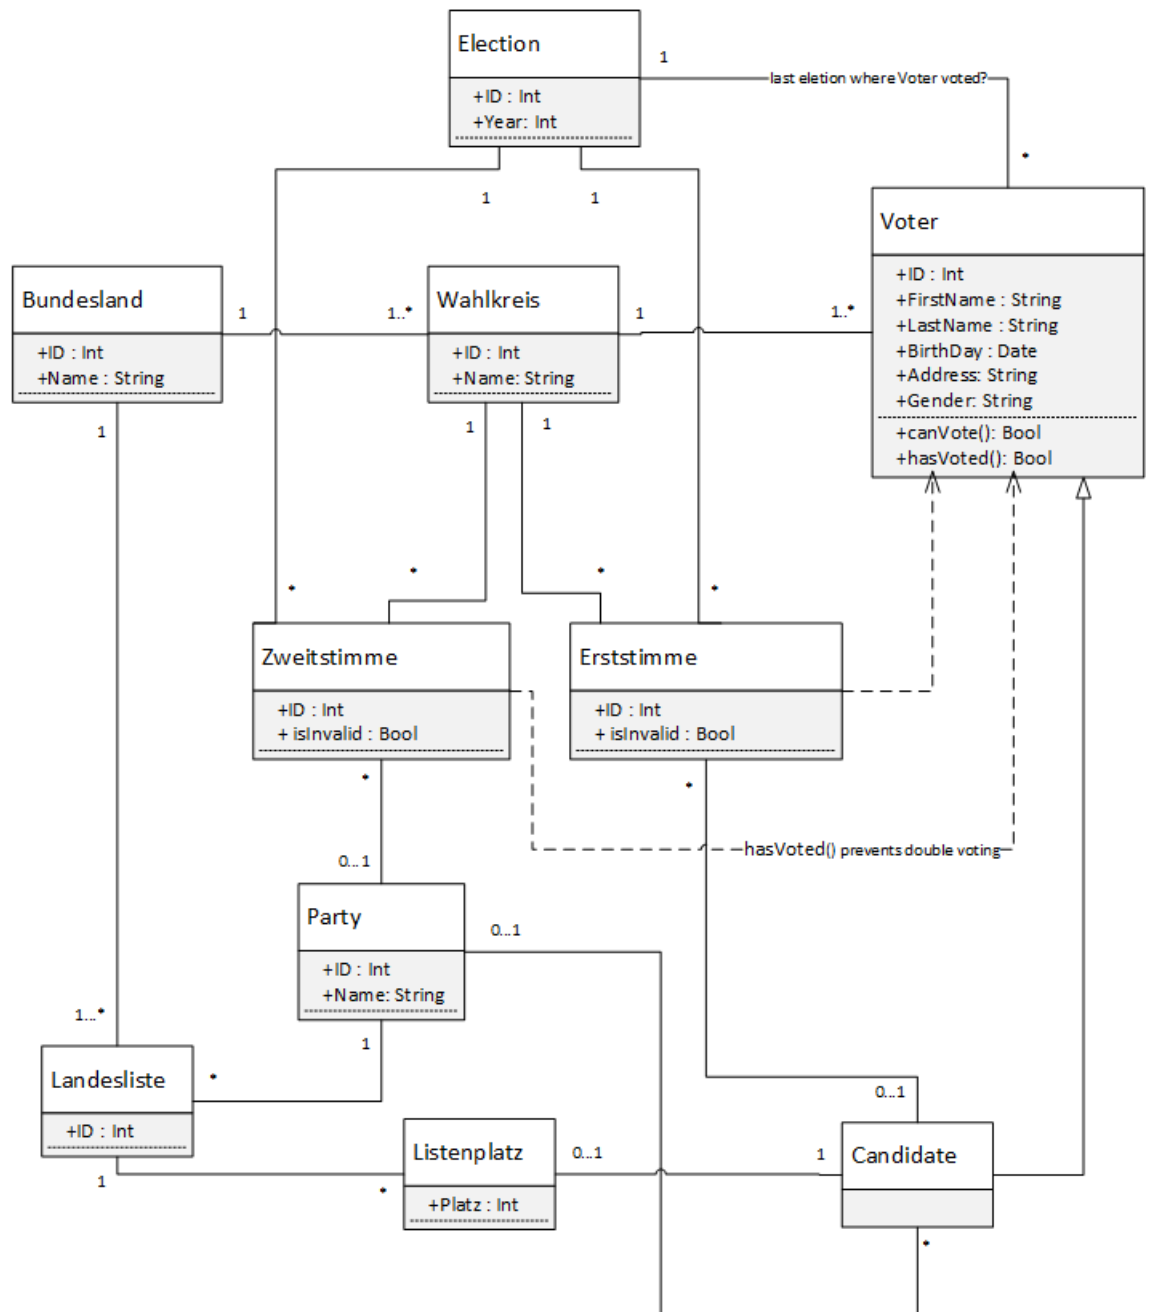 Election
+ID : Int
+Year: Int
1
last eletion where Voter voted?
*
1
1
Voter
+ID : Int
+FirstName : String
+LastName : String
+BirthDay : Date
+Address: String
+Gender: String
+canVote(): Bool
+hasVoted(): Bool
Bundesland
+ID : Int
+Name : String
1
1..*
Wahlkreis
+ID : Int
+Name: String
1
1..*
1
1
1
*
*
*
*
Zweitstimme
+ID : Int
+ isInvalid : Bool
Erststimme
+ID : Int
+ isInvalid : Bool
*
*
hasVoted() prevents double voting
0...1
Party
+ID : Int
+Name: String
0...1
1...*
1
*
Landesliste
+ID : Int
1
*
Listenplatz
+Platz : Int
0...1
1
0...1
Candidate
*